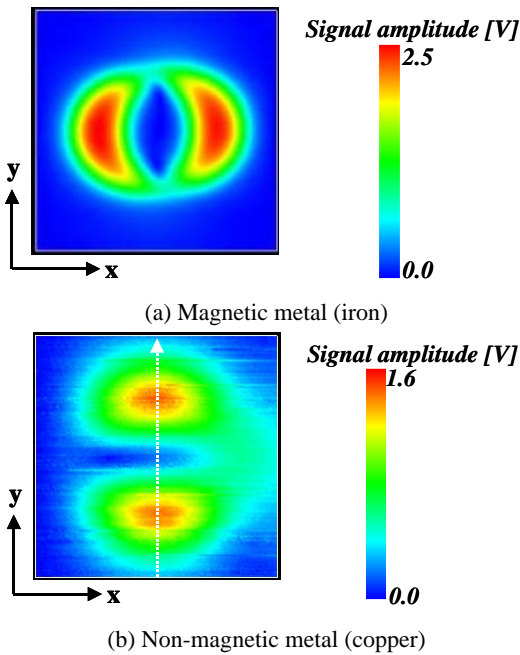 Signal amplitude [V]
2.5
y
x
0.0
(a) Magnetic metal (iron)
Signal amplitude [V]
1.6
y
x
0.0
(b) Non-magnetic metal (copper)